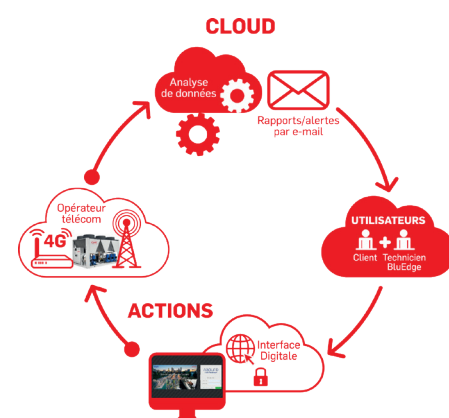 CLOUD
Analyse
de données
Rapports/alertes
par e-mail
Opérateur
télécom
4G
UTILISATEURS
Client
Technicien
BluEdge
ACTIONS
Interface
Digitale